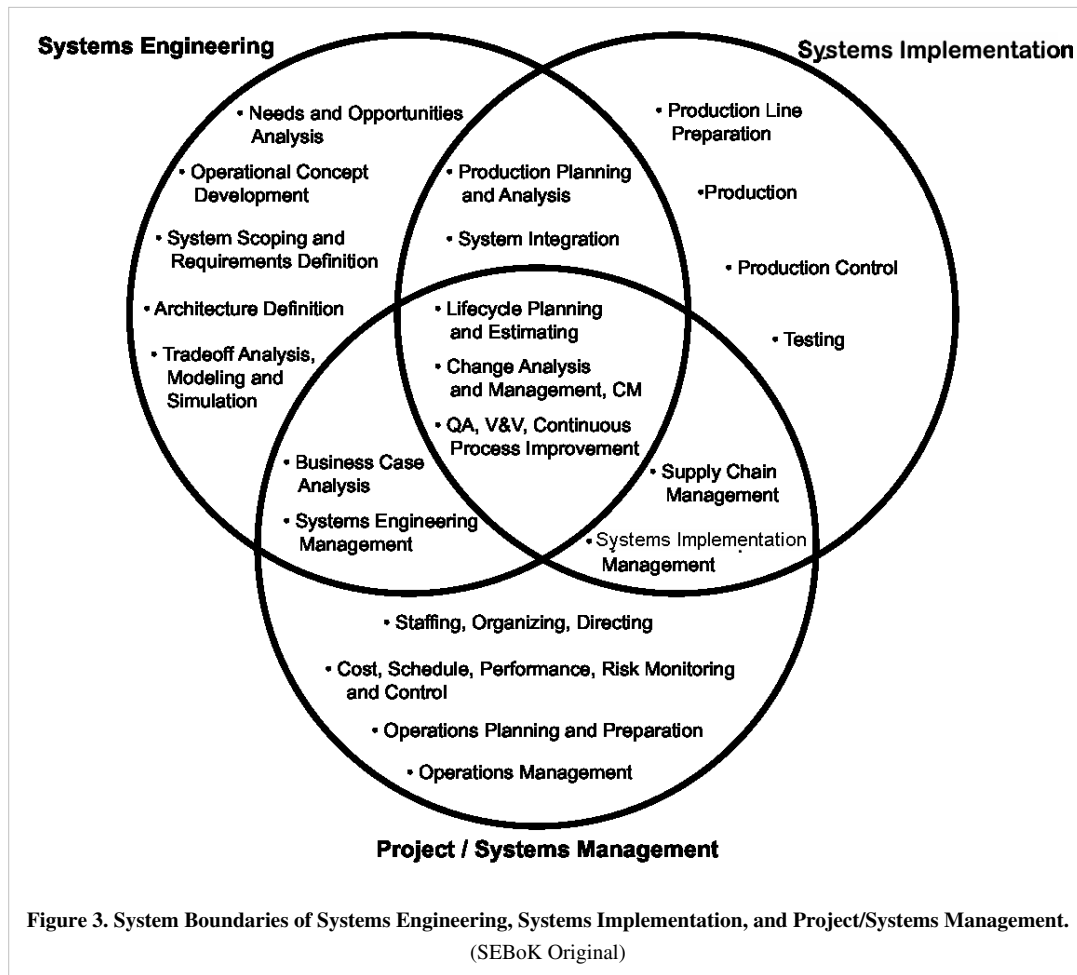 Systems Engineering
Systems Implementation
• Needs and Opportunities
Analysis
• Operational Concept
Development
• System Scoping and
Requirements Definition
• Architecture Definition
• Tradeoff Analysis,
Modeling and
Simulation
• Production Planning
and Analysis
• System Integration
• Production Line
Preparation
• Production
• Production Control
• Testing
• Lifecycle Planning
and Estimating
• Change Analysis
and Management, CM
• QA, V&V, Continuous
Process Improvement
• Business Case
Analysis
• Systems Engineering
Management
• Supply Chain
Management
• Systems Implementation
Management
• Staffing, Organizing, Directing
• Cost, Schedule, Performance, Risk Monitoring
and Control
• Operations Planning and Preparation
• Operations Management
Project / Systems Management
Figure 3. System Boundaries of Systems Engineering, Systems Implementation, and Project/Systems Management.
(SEBoK Original)